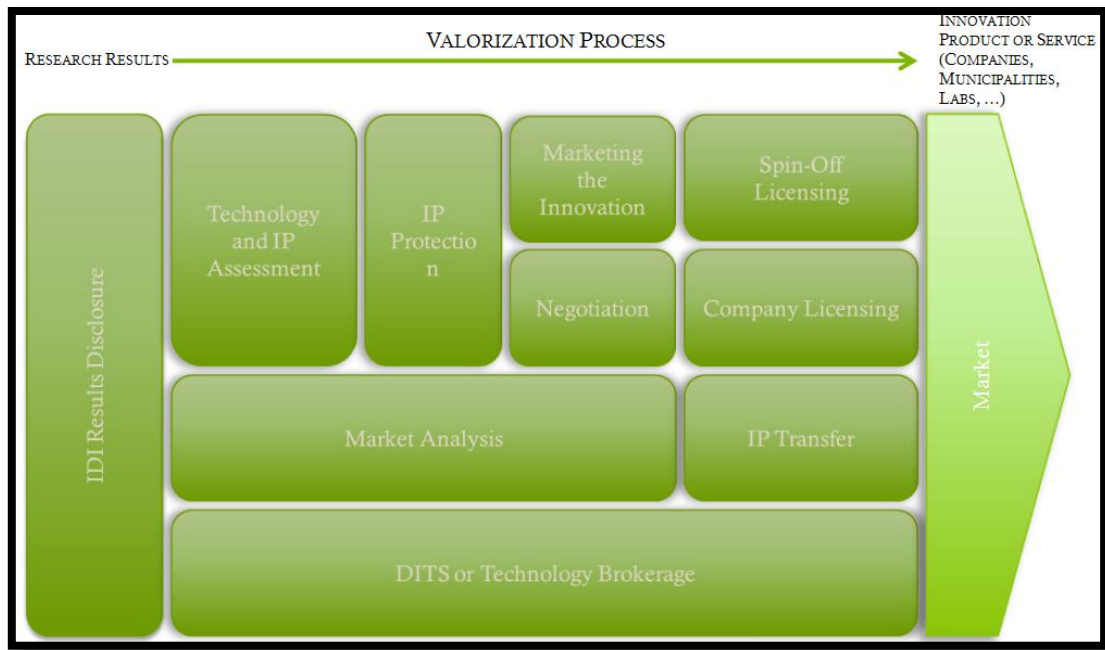 RESEARCH RESULTS
VALORIZATION PROCESS
INNOVATION
PRODUCT OR SERVICE
(COMPANIES,
MUNICIPALITIES,
LABS, ...)
IDI Results Disclosure
Technology
and IP
Assessment
IP
Protectio
n
Marketing
the
Innovation
Spin-Off
Licensing
Negotiation
Company Licensing
Market Analysis
IP Transfer
DITS or Technology Brokerage
Market